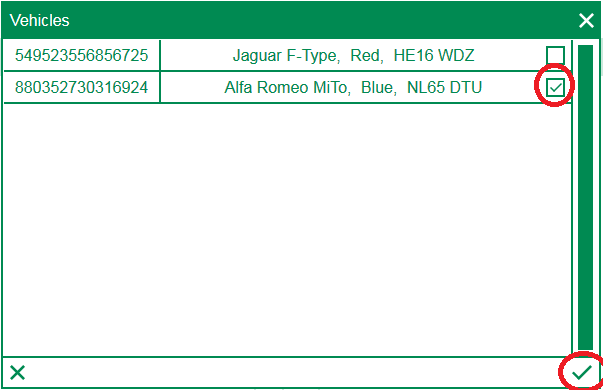 Vehicles
549523556856725 Jaguar F-Type, Red, HE16 WDZ
880352730316924 Alfa Romeo MiTo, Blue, NL65 DTU